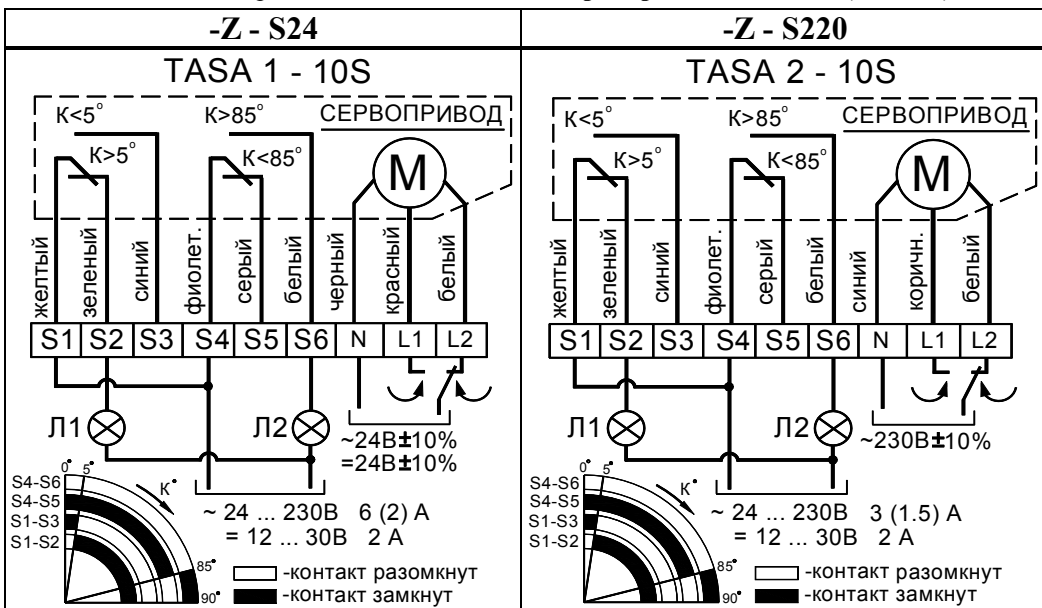 -Z - S24
TASA 1 - 10S
K<5°
K>85°
СЕРВОПРИВОД
K>5°
K<85°
M
желтый
зеленый
синий
фиолет.
серый
белый
черный
красный
белый
S1 S2 S3 S4 S5 S6 N L1 L2
Л1
Л2
~24В±10%
=24В±10%
0° 5°
K°
S4-S6
S4-S5
S1-S3
S1-S2
85°
90°
~ 24 ... 230В 6 (2) А
= 12 ... 30В 2 А
-контакт разомкнут
-контакт замкнут
-Z - S220
TASA 2 - 10S
K<5°
K>85°
СЕРВОПРИВОД
K>5°
K<85°
M
желтый
зеленый
синий
фиолет.
серый
белый
синий
коричн.
белый
S1 S2 S3 S4 S5 S6 N L1 L2
Л1
Л2
~230В±10%
0° 5°
K°
S4-S6
S4-S5
S1-S3
S1-S2
85°
90°
~ 24 ... 230В 3 (1.5) А
= 12 ... 30В 2 А
-контакт разомкнут
-контакт замкнут